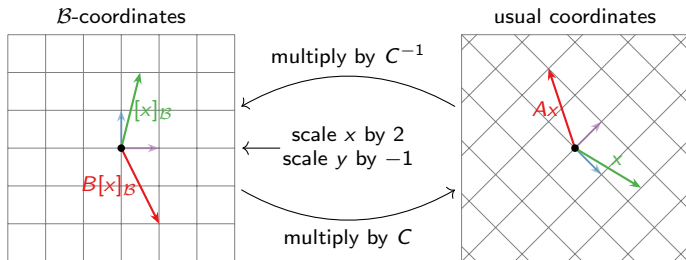 𝓑-coordinates
usual coordinates
multiply by C⁻¹
[x]𝓑
Ax
scale x by 2
scale y by −1
x
B[x]𝓑
multiply by C